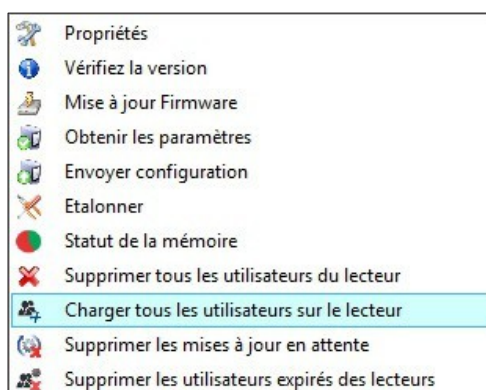 Propriétés
Vérifiez la version
Mise à jour Firmware
Obtenir les paramètres
Envoyer configuration
Etalonner
Statut de la mémoire
Supprimer tous les utilisateurs du lecteur
Charger tous les utilisateurs sur le lecteur
Supprimer les mises à jour en attente
Supprimer les utilisateurs expirés des lecteurs